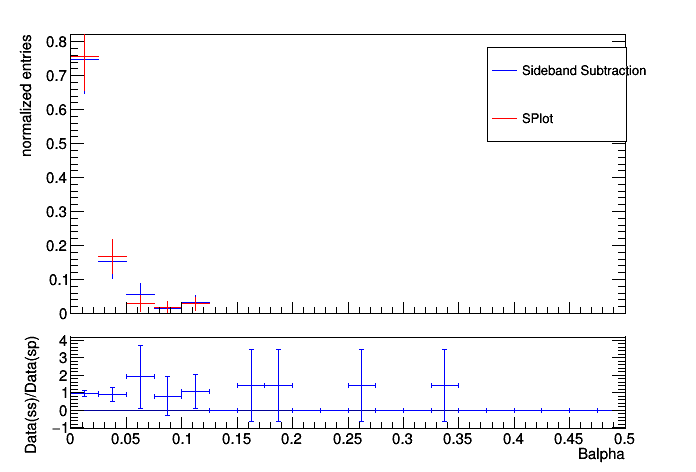 normalized entries
0.8
0.7
0.6
0.5
0.4
0.3
0.2
0.1
0
Sideband Subtraction
SPlot
Data(ss)/Data(sp)
4
3
2
1
0
−1
0 0.05 0.1 0.15 0.2 0.25 0.3 0.35 0.4 0.45 0.5
Balpha